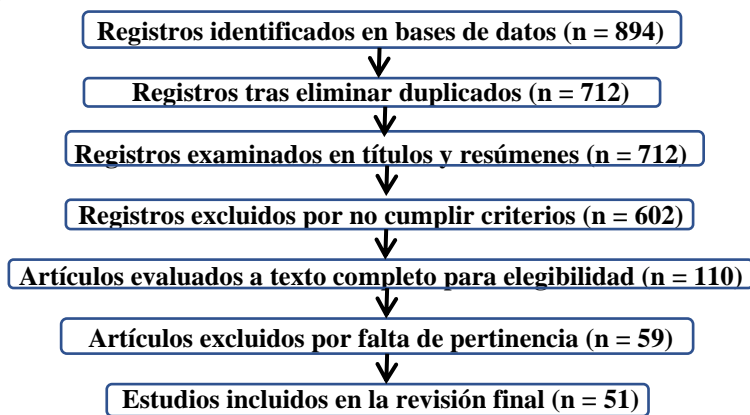 Registros identificados en bases de datos (n = 894)
Registros tras eliminar duplicados (n = 712)
Registros examinados en títulos y resúmenes (n = 712)
Registros excluidos por no cumplir criterios (n = 602)
Artículos evaluados a texto completo para elegibilidad (n = 110)
Artículos excluidos por falta de pertinencia (n = 59)
Estudios incluidos en la revisión final (n = 51)